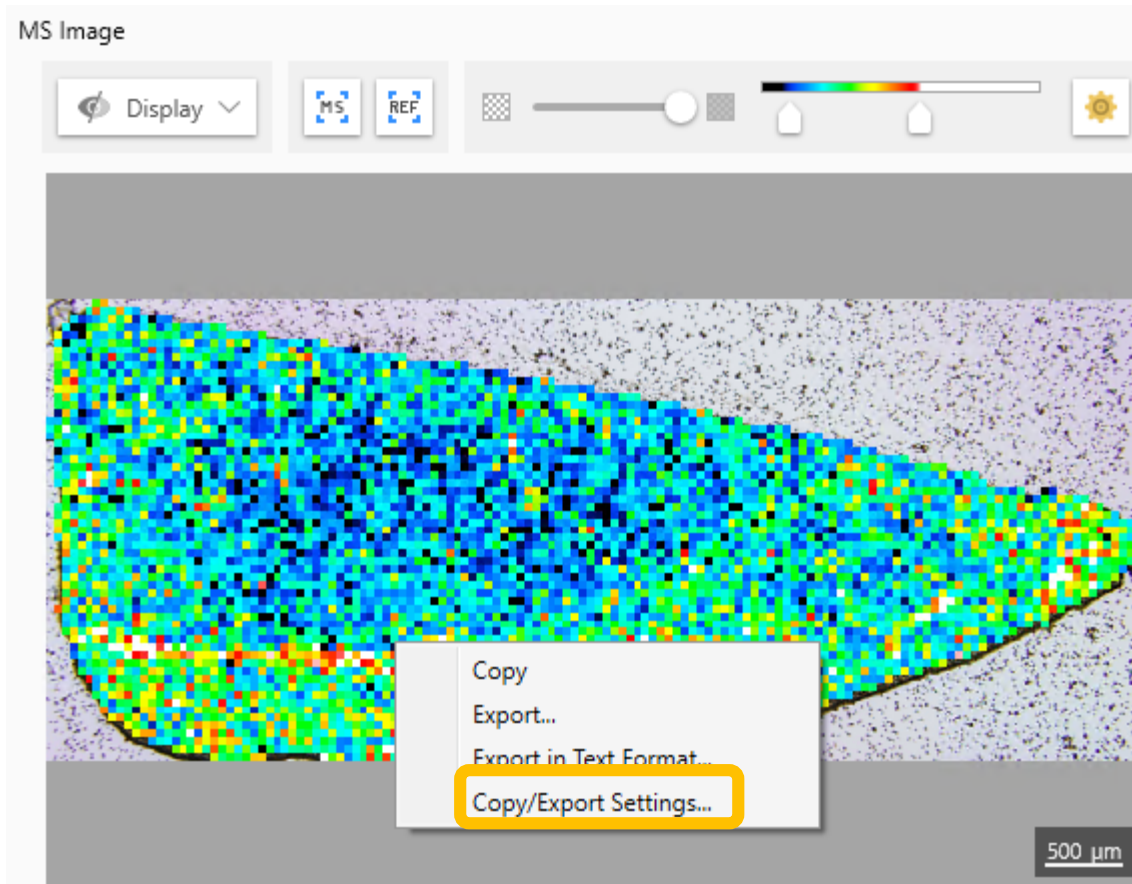 MS Image
Display
MS
REF
Copy
Export...
Export in Text Format...
Copy/Export Settings...
500 µm